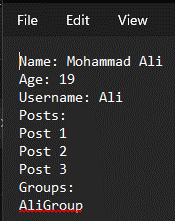 File Edit View
Name: Mohammad Ali
Age: 19
Username: Ali
Posts:
Post 1
Post 2
Post 3
Groups:
AliGroup